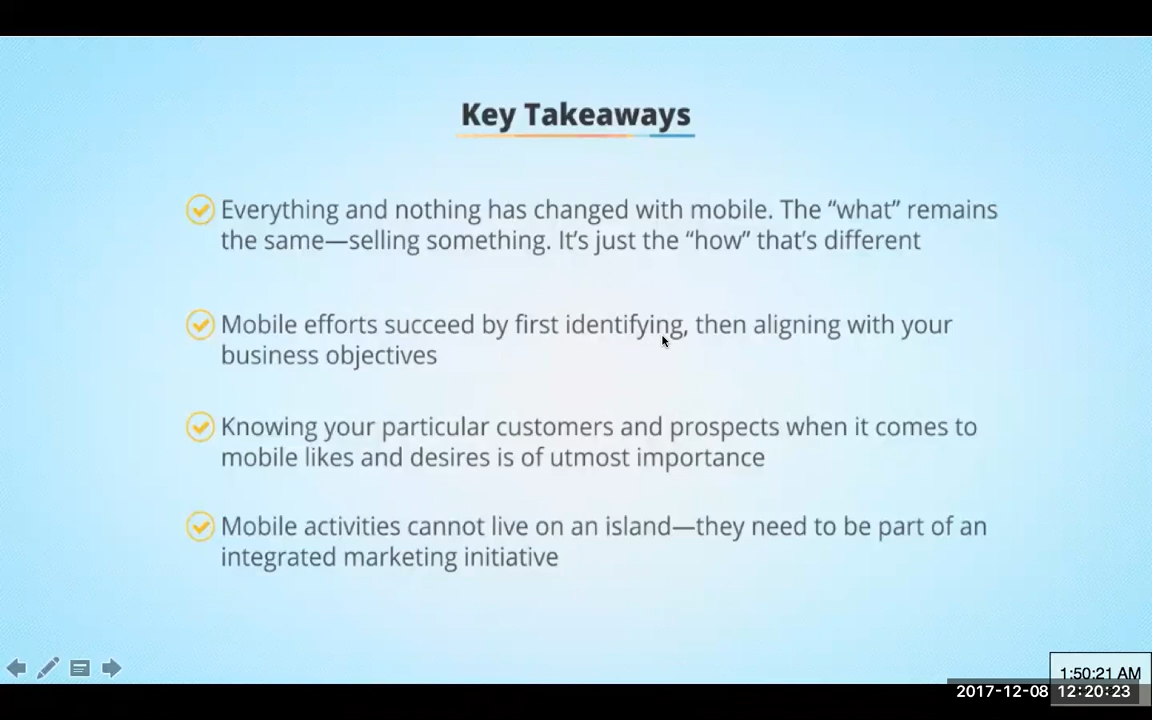 Key Takeaways
Everything and nothing has changed with mobile. The “what” remains
the same—selling something. It’s just the “how” that’s different
Mobile efforts succeed by first identifying, then aligning with your
business objectives
Knowing your particular customers and prospects when it comes to
mobile likes and desires is of utmost importance
Mobile activities cannot live on an island—they need to be part of an
integrated marketing initiative
1:50:21 AM
2017-12-08 12:20:23